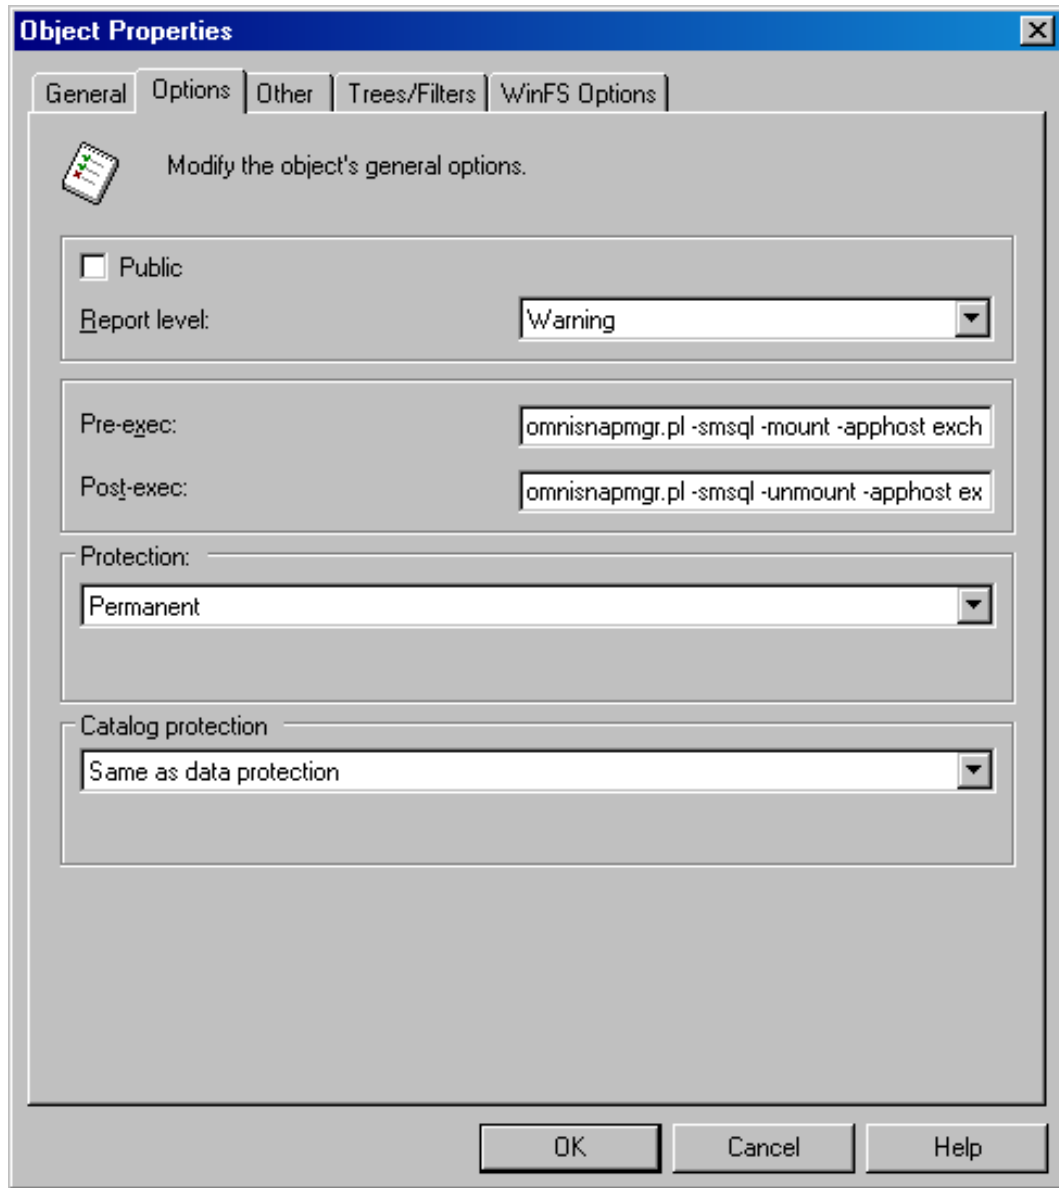 Object Properties
General Options Other Trees/Filters WinFS Options
Modify the object's general options.
Public
Report level: Warning
Pre-exec: omnisnapmgr.pl -smsql -mount -apphost exch
Post-exec: omnisnapmgr.pl -smsql -unmount -apphost ex
Protection:
Permanent
Catalog protection
Same as data protection
OK Cancel Help